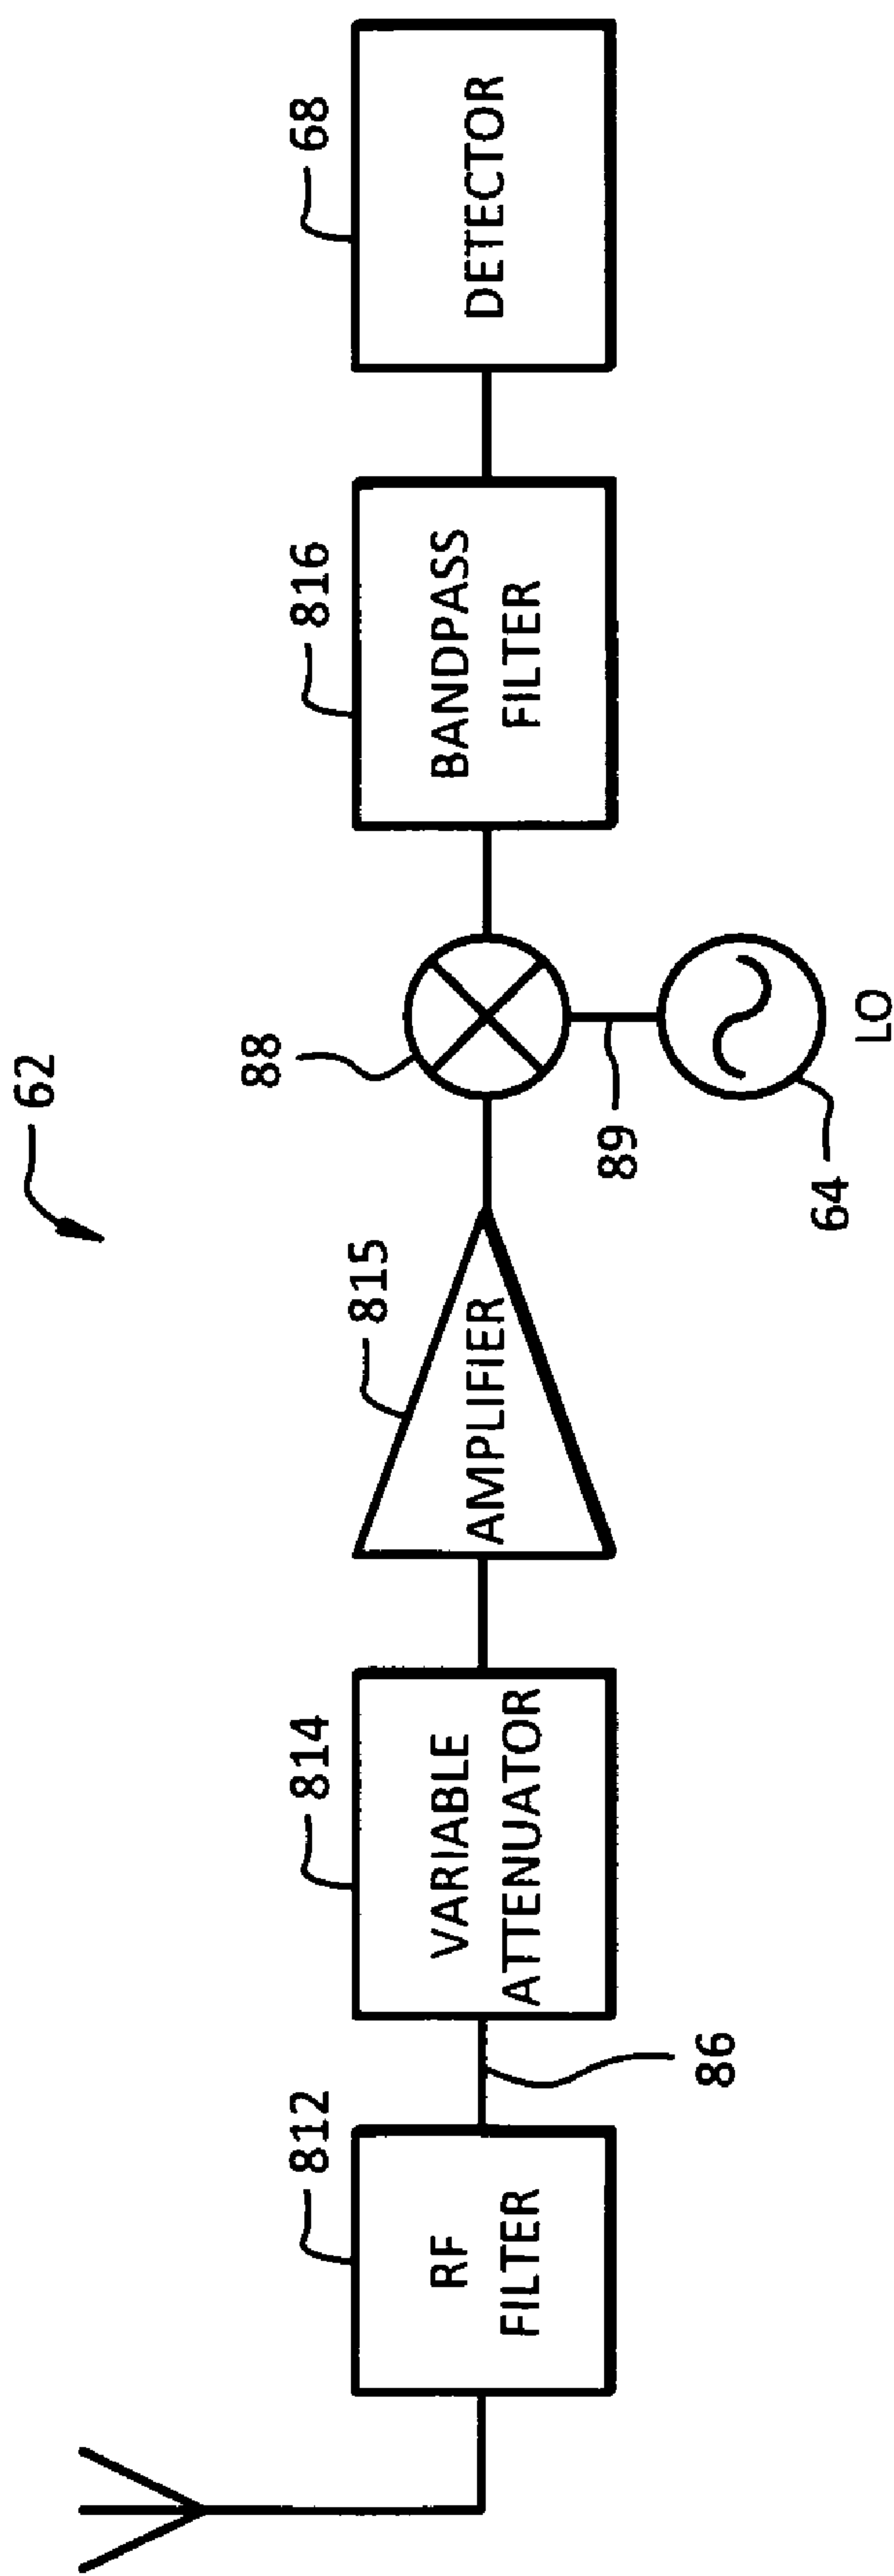 62
812
RF
FILTER
86
814
VARIABLE
ATTENUATOR
815
AMPLIFIER
88
89
64
LO
816
BANDPASS
FILTER
68
DETECTOR